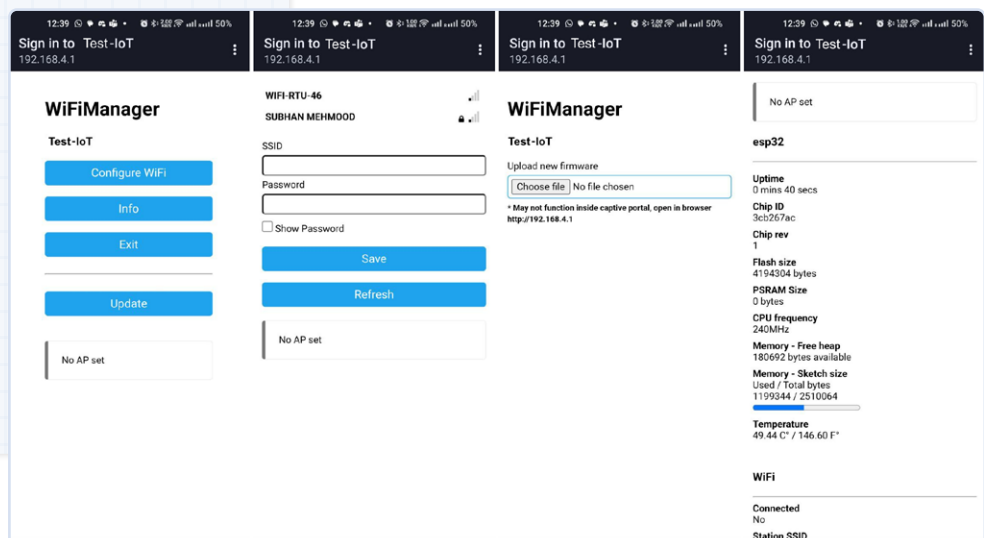 12:39
50%
Sign in to Test-IoT
192.168.4.1
WiFiManager
Test-IoT
Configure WiFi
Info
Exit
Update
No AP set
12:39
50%
Sign in to Test-IoT
192.168.4.1
WIFI-RTU-46
SUBHAN MEHMOOD
SSID
Password
Show Password
Save
Refresh
No AP set
12:39
50%
Sign in to Test-IoT
192.168.4.1
WiFiManager
Test-IoT
Upload new firmware
Choose file No file chosen
* May not function inside captive portal, open in browser
http://192.168.4.1
12:39
50%
Sign in to Test-IoT
192.168.4.1
No AP set
esp32
Uptime
0 mins 40 secs
Chip ID
3cb267ac
Chip rev
1
Flash size
4194304 bytes
PSRAM Size
0 bytes
CPU frequency
240MHz
Memory - Free heap
180692 bytes available
Memory - Sketch size
Used / Total bytes
1199344 / 2510064
Temperature
49.44 C° / 146.60 F°
WiFi
Connected
No
Station SSID